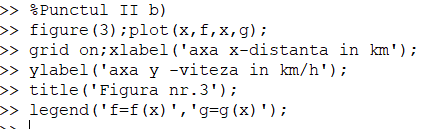 >> %Punctul II b)
>> figure(3);plot(x,f,x,g);
>> grid on;xlabel('axa x-distanta in km');
>> ylabel('axa y -viteza in km/h');
>> title('Figura nr.3');
>> legend('f=f(x)','g=g(x)');
>>